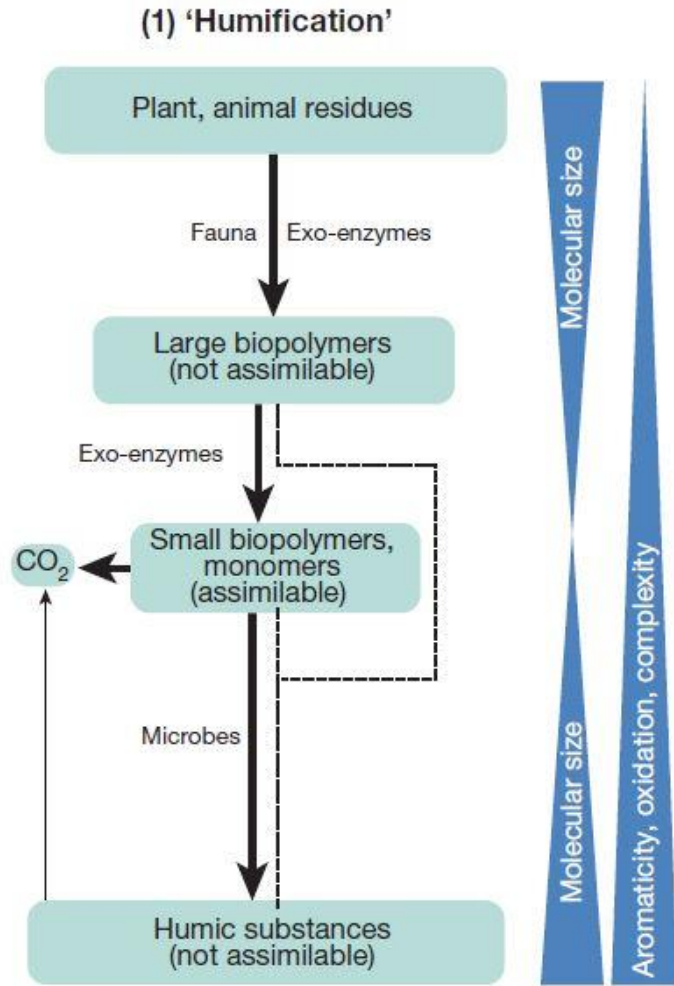 (1) 'Humification'
Plant, animal residues
Fauna
Exo-enzymes
Large biopolymers
(not assimilable)
Exo-enzymes
Small biopolymers,
monomers
(assimilable)
CO₂
Microbes
Humic substances
(not assimilable)
Molecular size
Molecular size
Aromaticity, oxidation, complexity